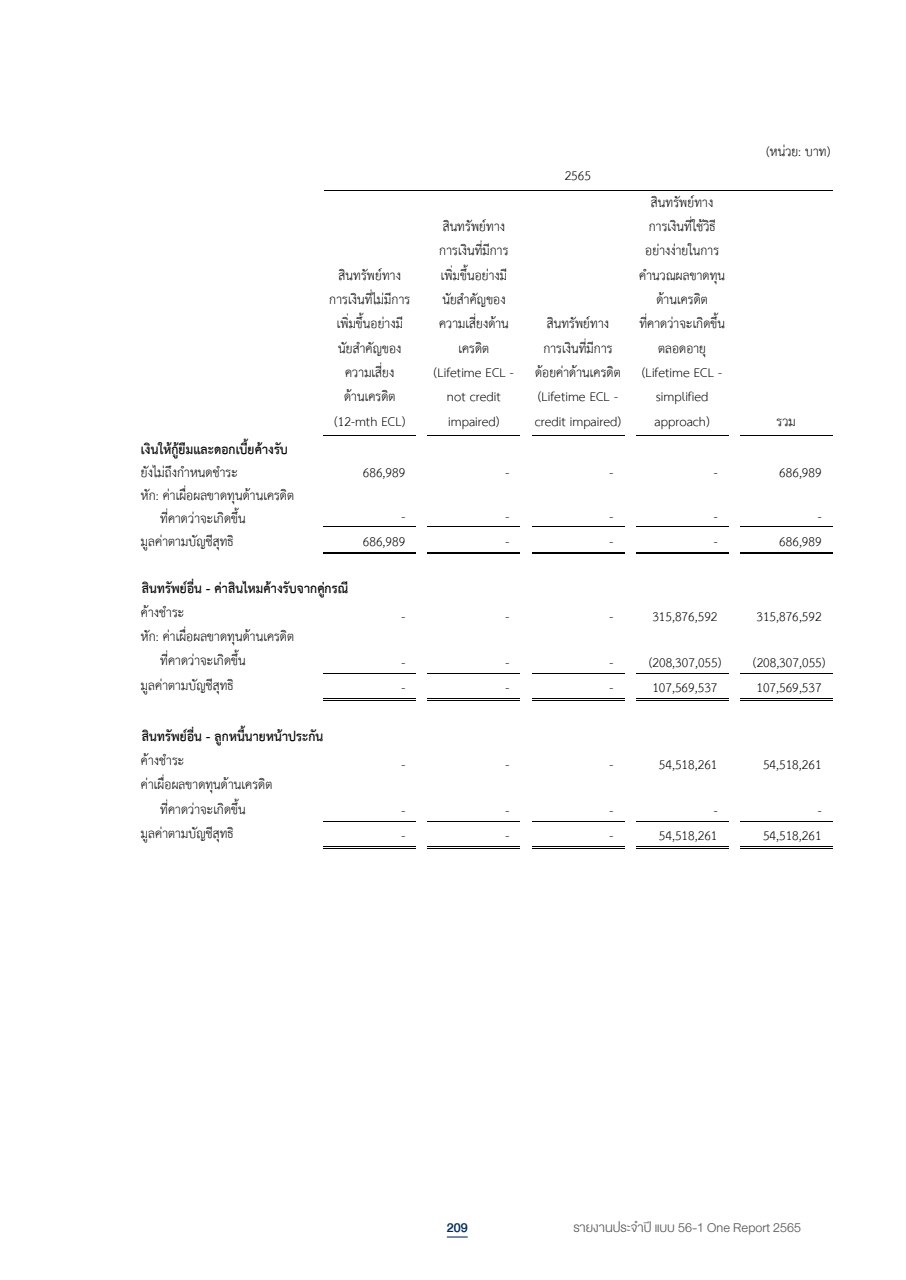 (หน่วย: บาท)
2565
สินทรัพย์ทาง
สินทรัพย์ทาง การเงินที่ใช้วิธี
การเงินที่มีการ อย่างง่ายในการ
สินทรัพย์ทาง เพิ่มขึ้นอย่างมี คำนวณผลขาดทุน
การเงินที่ไม่มีการ นัยสำคัญของ ด้านเครดิต
เพิ่มขึ้นอย่างมี ความเสี่ยงด้าน สินทรัพย์ทาง ที่คาดว่าจะเกิดขึ้น
นัยสำคัญของ เครดิต การเงินที่มีการ ตลอดอายุ
ความเสี่ยง (Lifetime ECL - ด้อยค่าด้านเครดิต (Lifetime ECL -
ด้านเครดิต not credit (Lifetime ECL - simplified
(12-mth ECL) impaired) credit impaired) approach) รวม
เงินให้กู้ยืมและดอกเบี้ยค้างรับ
ยังไม่ถึงกำหนดชำระ 686,989 - - - 686,989
หัก: ค่าเผื่อผลขาดทุนด้านเครดิต
ที่คาดว่าจะเกิดขึ้น - - - - -
มูลค่าตามบัญชีสุทธิ 686,989 - - - 686,989
สินทรัพย์อื่น - ค่าสินไหมค้างรับจากคู่กรณี
ค้างชำระ - - - 315,876,592 315,876,592
หัก: ค่าเผื่อผลขาดทุนด้านเครดิต
ที่คาดว่าจะเกิดขึ้น - - - (208,307,055) (208,307,055)
มูลค่าตามบัญชีสุทธิ - - - 107,569,537 107,569,537
สินทรัพย์อื่น - ลูกหนี้นายหน้าประกัน
ค้างชำระ - - - 54,518,261 54,518,261
ค่าเผื่อผลขาดทุนด้านเครดิต
ที่คาดว่าจะเกิดขึ้น - - - - -
มูลค่าตามบัญชีสุทธิ - - - 54,518,261 54,518,261
209 รายงานประจำปี แบบ 56-1 One Report 2565